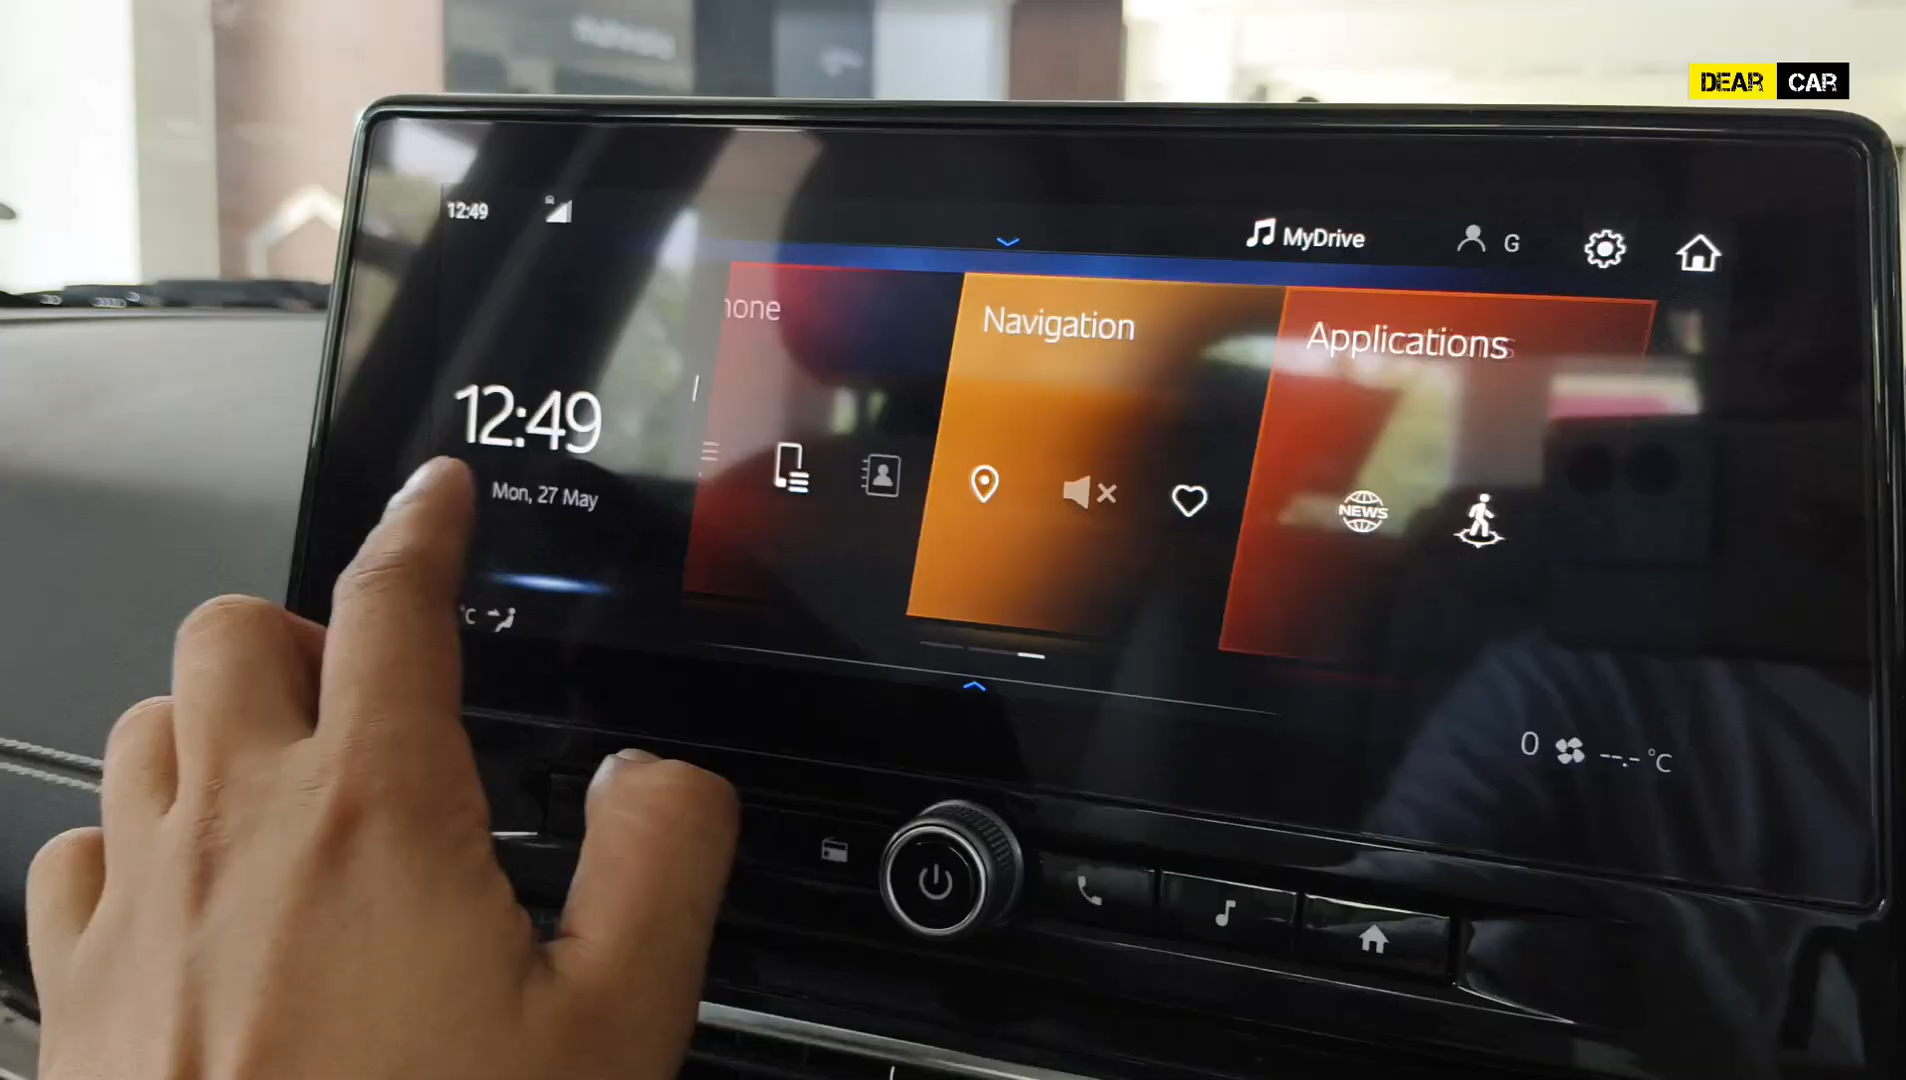 DEAR CAR
12:49
MyDrive
G
hone
Navigation
Applications
12:49
Mon, 27 May
NEWS
°C
0 --.- °C